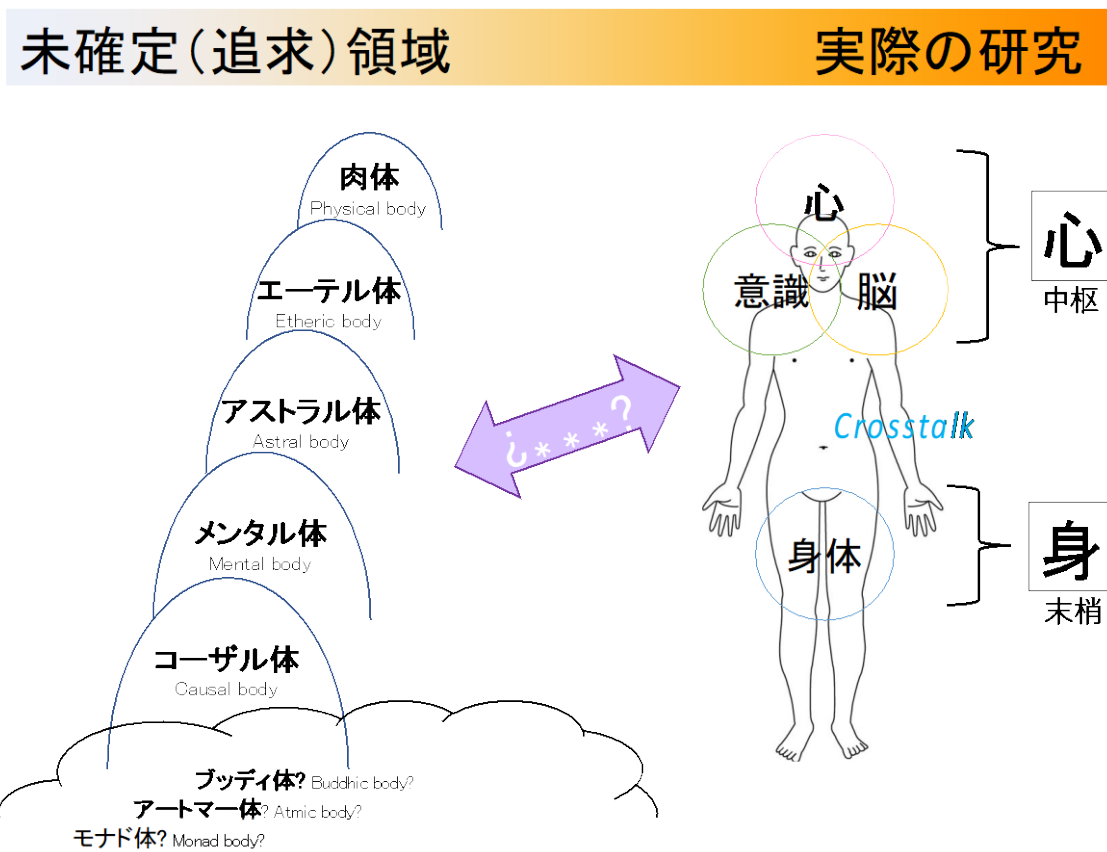 未確定（追求）領域
実際の研究
肉体
Physical body
エーテル体
Etheric body
アストラル体
Astral body
メンタル体
Mental body
コーザル体
Causal body
ブッディ体? Buddhic body?
アートマー体? Atmic body?
モナド体? Monad body?
¿***?
心
意識
脳
Crosstalk
身体
心
中枢
身
末梢